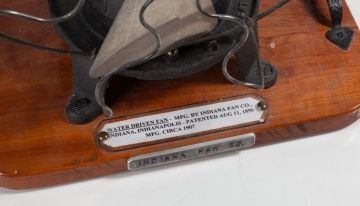 WATER DRIVEN FAN - MFG. BY INDIANA FAN CO.,
INDIANA, INDIANAPOLIS - PATENTED AUG 11, 1896
MFG. CIRCA 1907
INDIANA FAN CO.